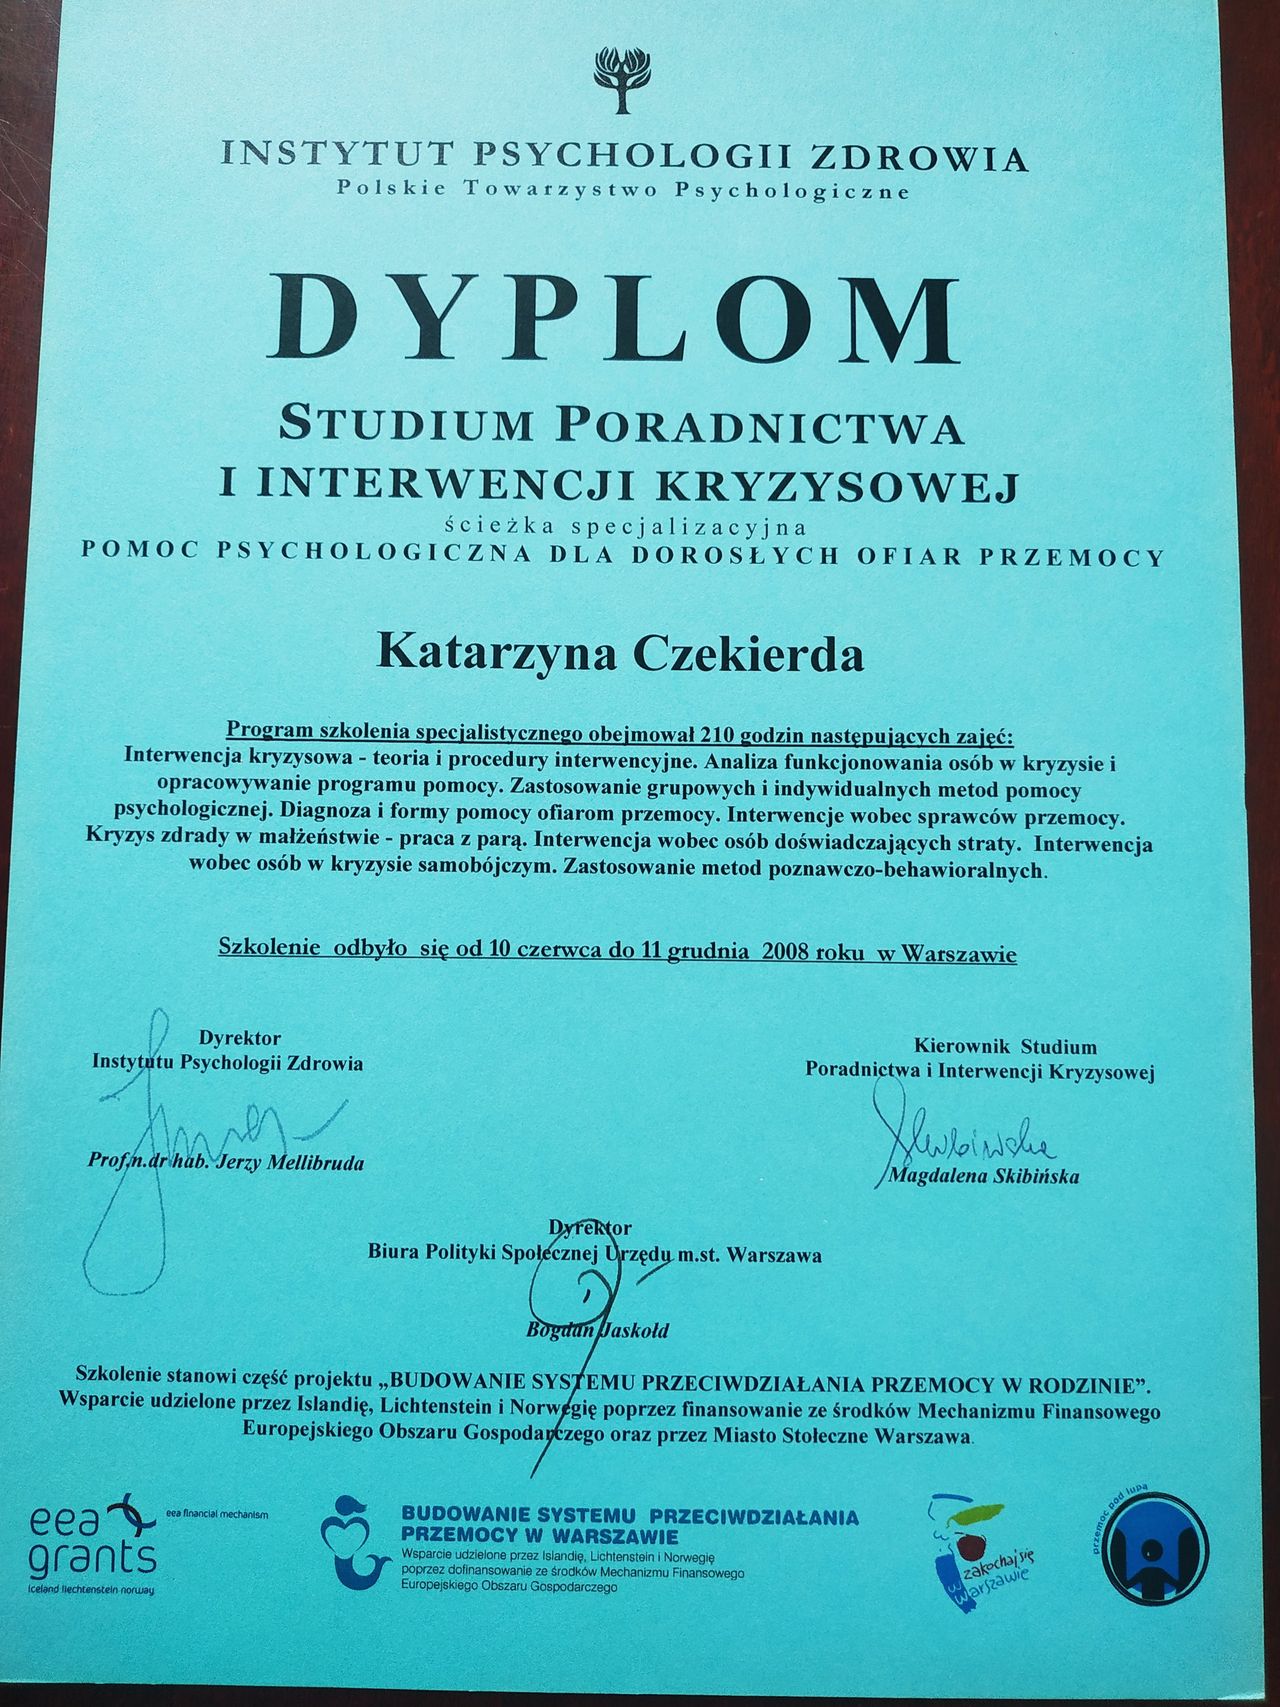 INSTYTUT PSYCHOLOGII ZDROWIA
Polskie Towarzystwo Psychologiczne
DYPLOM
STUDIUM PORADNICTWA
I INTERWENCJI KRYZYSOWEJ
ścieżka specjalizacyjna
POMOC PSYCHOLOGICZNA DLA DOROSŁYCH OFIAR PRZEMOCY
Katarzyna Czekierda
Program szkolenia specjalistycznego obejmował 210 godzin następujących zajęć:
Interwencja kryzysowa - teoria i procedury interwencyjne. Analiza funkcjonowania osób w kryzysie i
opracowywanie programu pomocy. Zastosowanie grupowych i indywidualnych metod pomocy
psychologicznej. Diagnoza i formy pomocy ofiarom przemocy. Interwencje wobec sprawców przemocy.
Kryzys zdrady w małżeństwie - praca z parą. Interwencja wobec osób doświadczających straty. Interwencja
wobec osób w kryzysie samobójczym. Zastosowanie metod poznawczo-behawioralnych.
Szkolenie odbyło się od 10 czerwca do 11 grudnia 2008 roku w Warszawie
Dyrektor
Instytutu Psychologii Zdrowia
Prof.n.dr hab. Jerzy Mellibruda
Kierownik Studium
Poradnictwa i Interwencji Kryzysowej
Skibińska
Magdalena Skibińska
Dyrektor
Biura Polityki Społecznej Urzędu m.st. Warszawa
Bogdan Jaskołd
Szkolenie stanowi część projektu „BUDOWANIE SYSTEMU PRZECIWDZIAŁANIA PRZEMOCY W RODZINIE”.
Wsparcie udzielone przez Islandię, Lichtenstein i Norwegię poprzez finansowanie ze środków Mechanizmu Finansowego
Europejskiego Obszaru Gospodarczego oraz przez Miasto Stołeczne Warszawa.
eea grants
eea financial mechanism
iceland liechtenstein norway
BUDOWANIE SYSTEMU PRZECIWDZIAŁANIA
PRZEMOCY W WARSZAWIE
Wsparcie udzielone przez Islandię, Lichtenstein i Norwegię
poprzez dofinansowanie ze środków Mechanizmu Finansowego
Europejskiego Obszaru Gospodarczego
zakochaj się
w Warszawie
przemoc pod lupą